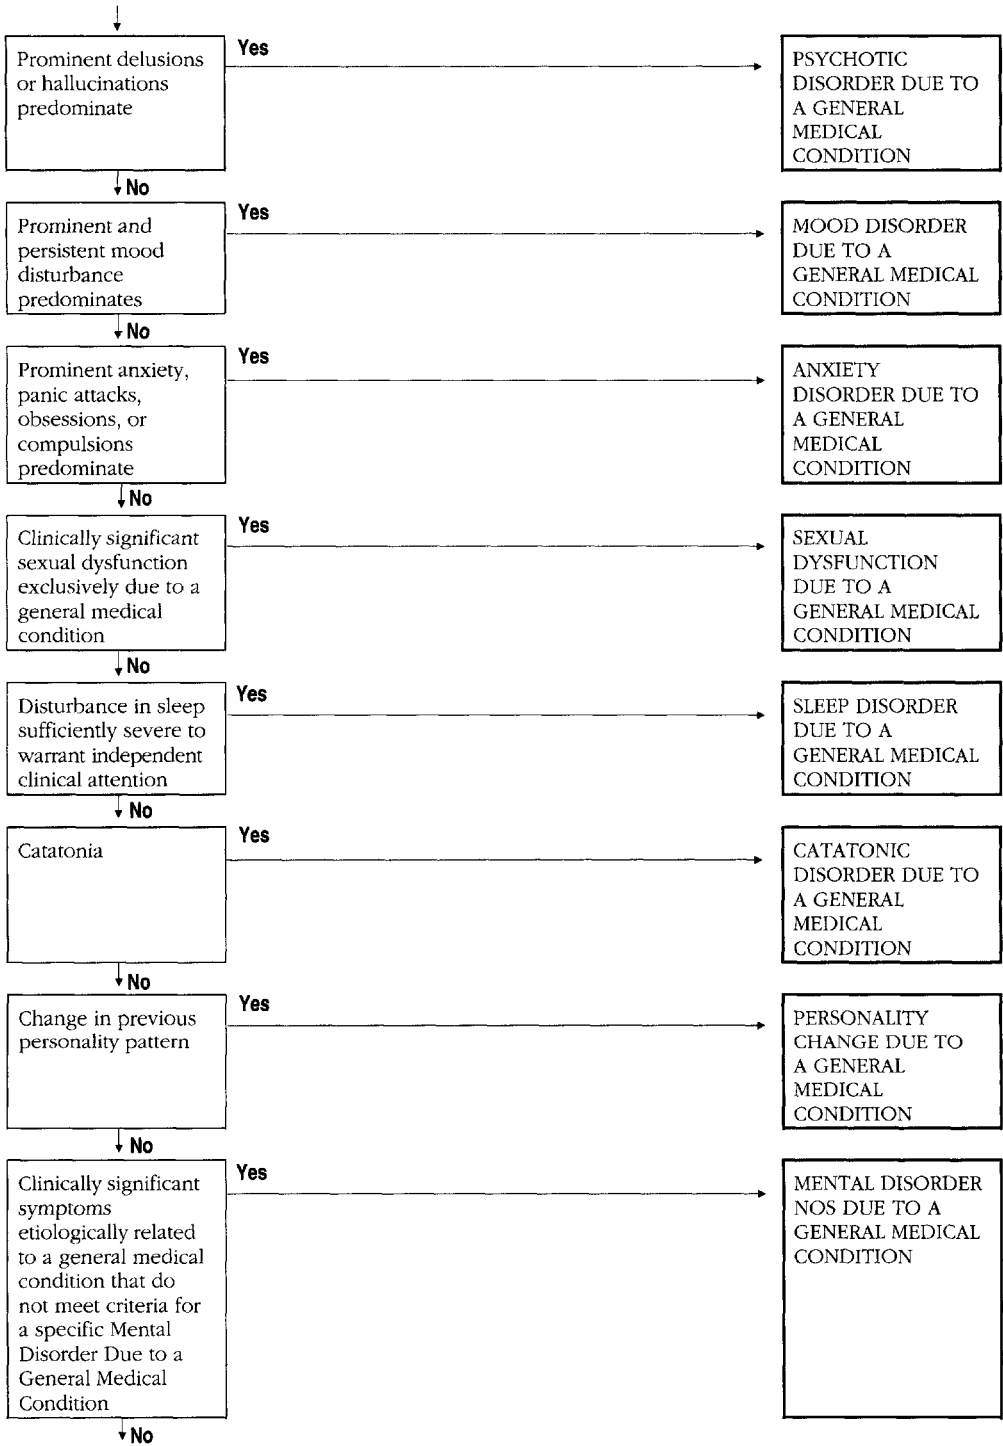 Prominent delusions
or hallucinations
predominate
Yes
PSYCHOTIC
DISORDER DUE TO
A GENERAL
MEDICAL
CONDITION
No
Prominent and
persistent mood
disturbance
predominates
Yes
MOOD DISORDER
DUE TO A
GENERAL MEDICAL
CONDITION
No
Prominent anxiety,
panic attacks,
obsessions, or
compulsions
predominate
Yes
ANXIETY
DISORDER DUE TO
A GENERAL
MEDICAL
CONDITION
No
Clinically significant
sexual dysfunction
exclusively due to a
general medical
condition
Yes
SEXUAL
DYSFUNCTION
DUE TO A
GENERAL MEDICAL
CONDITION
No
Disturbance in sleep
sufficiently severe to
warrant independent
clinical attention
Yes
SLEEP DISORDER
DUE TO A
GENERAL MEDICAL
CONDITION
No
Catatonia
Yes
CATATONIC
DISORDER DUE TO
A GENERAL
MEDICAL
CONDITION
No
Change in previous
personality pattern
Yes
PERSONALITY
CHANGE DUE TO
A GENERAL
MEDICAL
CONDITION
No
Clinically significant
symptoms
etiologically related
to a general medical
condition that do
not meet criteria for
a specific Mental
Disorder Due to a
General Medical
Condition
Yes
MENTAL DISORDER
NOS DUE TO A
GENERAL MEDICAL
CONDITION
No